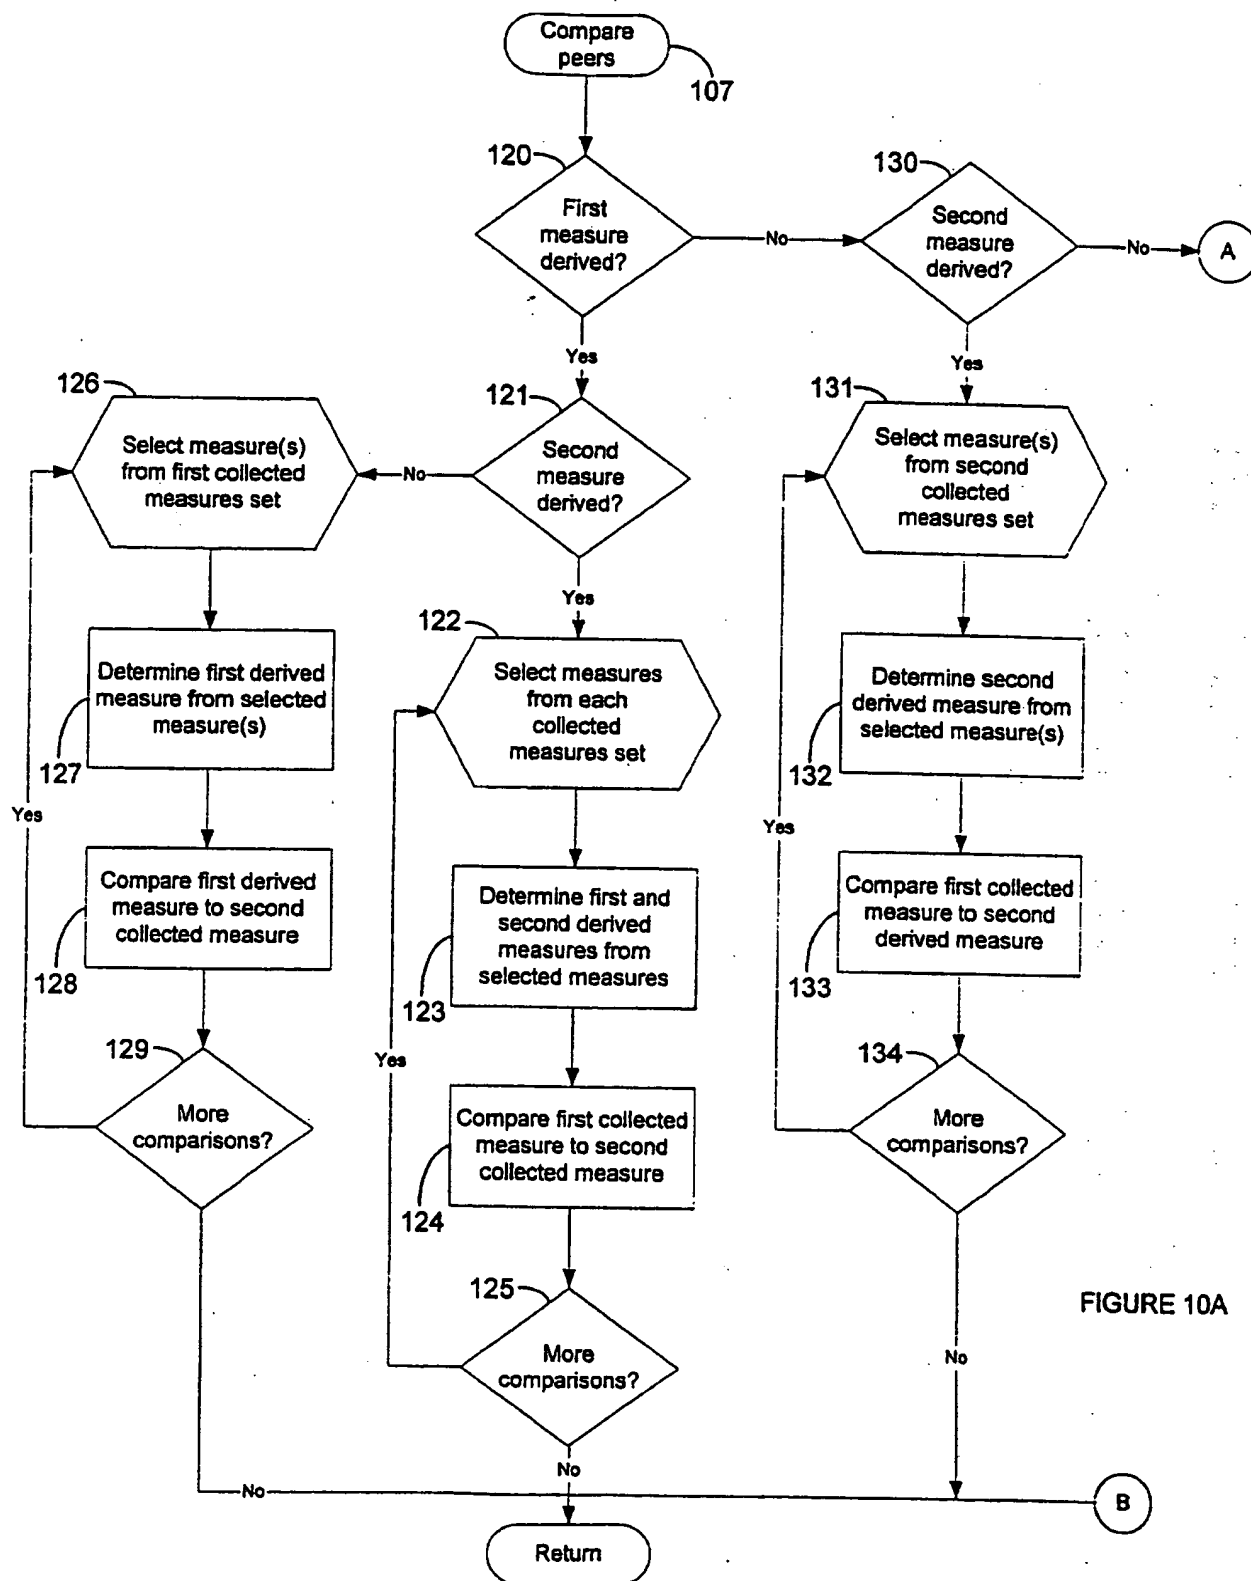 Compare
peers
107
120
First
measure
derived?
No
130
Second
measure
derived?
No
A
Yes
Yes
126
Select measure(s)
from first collected
measures set
No
121
Second
measure
derived?
131
Select measure(s)
from second
collected
measures set
Yes
122
Select measures
from each
collected
measures set
Determine first derived
measure from selected
measure(s)
127
Determine second
derived measure from
selected measure(s)
132
Yes
Yes
Compare first derived
measure to second
collected measure
128
Determine first and
second derived
measures from
selected measures
123
Compare first collected
measure to second
derived measure
133
129
More
comparisons?
Yes
134
More
comparisons?
Compare first collected
measure to second
collected measure
124
125
More
comparisons?
FIGURE 10A
No
No
No
B
Return